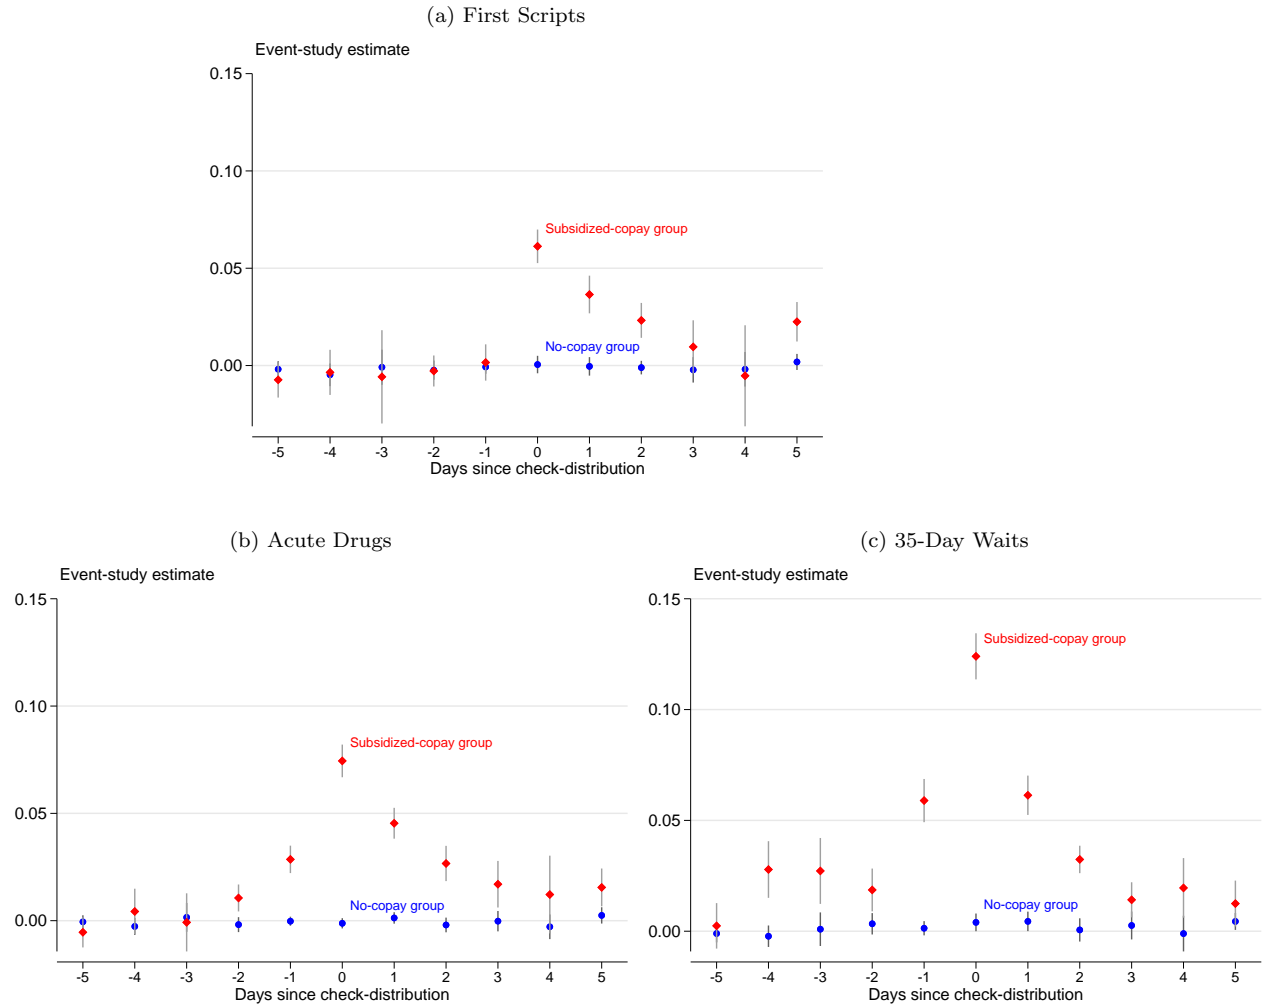 (a) First Scripts
Event-study estimate
0.15
0.10
0.05
0.00
Subsidized-copay group
No-copay group
-5 -4 -3 -2 -1 0 1 2 3 4 5
Days since check-distribution
(b) Acute Drugs
Event-study estimate
0.15
0.10
0.05
0.00
Subsidized-copay group
No-copay group
-5 -4 -3 -2 -1 0 1 2 3 4 5
Days since check-distribution
(c) 35-Day Waits
Event-study estimate
0.15
0.10
0.05
0.00
Subsidized-copay group
No-copay group
-5 -4 -3 -2 -1 0 1 2 3 4 5
Days since check-distribution